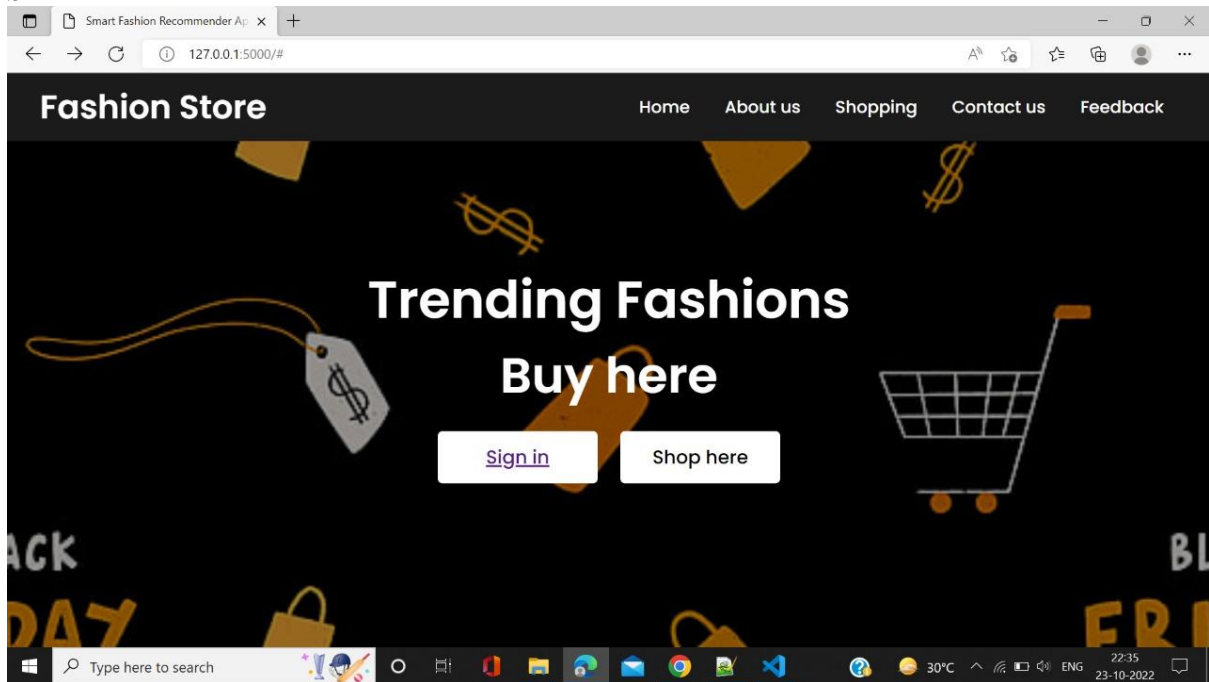 Smart Fashion Recommender Ap
127.0.0.1:5000/#
Fashion Store
Home About us Shopping Contact us Feedback
Trending Fashions
Buy here
Sign in Shop here
ACK
BL
DAY
FR
Type here to search
30°C ENG 22:35
23-10-2022